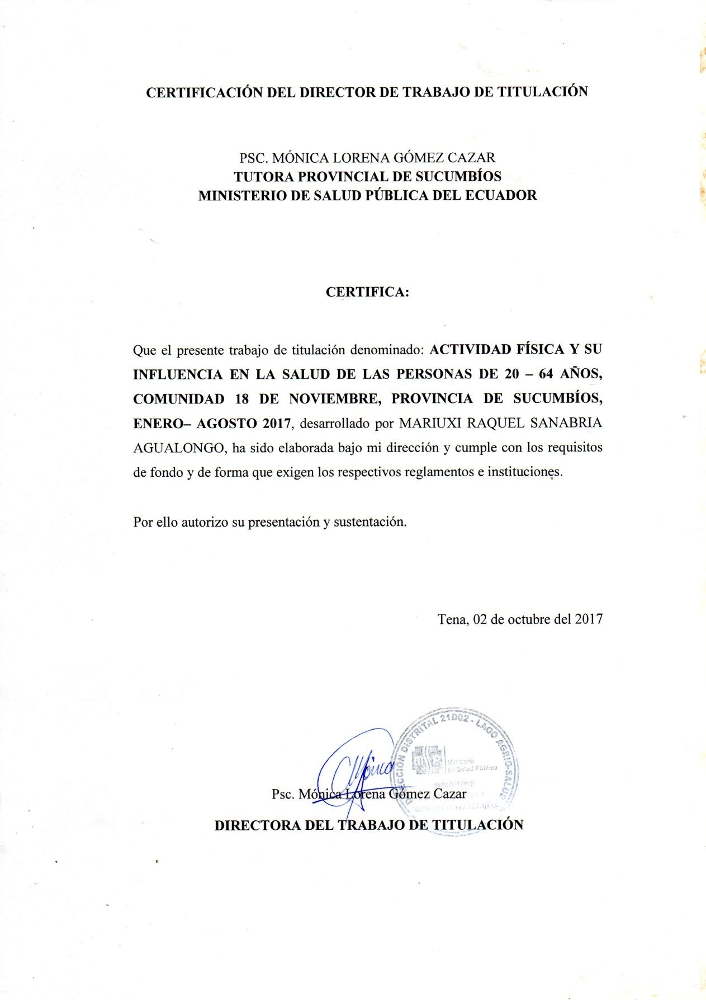 CERTIFICACIÓN DEL DIRECTOR DE TRABAJO DE TITULACIÓN
PSC. MÓNICA LORENA GÓMEZ CAZAR
TUTORA PROVINCIAL DE SUCUMBÍOS
MINISTERIO DE SALUD PÚBLICA DEL ECUADOR
CERTIFICA:
Que el presente trabajo de titulación denominado: ACTIVIDAD FÍSICA Y SU
INFLUENCIA EN LA SALUD DE LAS PERSONAS DE 20 – 64 AÑOS,
COMUNIDAD 18 DE NOVIEMBRE, PROVINCIA DE SUCUMBÍOS,
ENERO– AGOSTO 2017, desarrollado por MARIUXI RAQUEL SANABRIA
AGUALONGO, ha sido elaborada bajo mi dirección y cumple con los requisitos
de fondo y de forma que exigen los respectivos reglamentos e instituciones.
Por ello autorizo su presentación y sustentación.
Tena, 02 de octubre del 2017
DIRECCIÓN DISTRITAL 21D02 - LAGO AGRIO-SALUD
MSP
Ministerio
de Salud Pública
Mónica
Psc. Mónica Lorena Gómez Cazar
DIRECTORA DEL TRABAJO DE TITULACIÓN